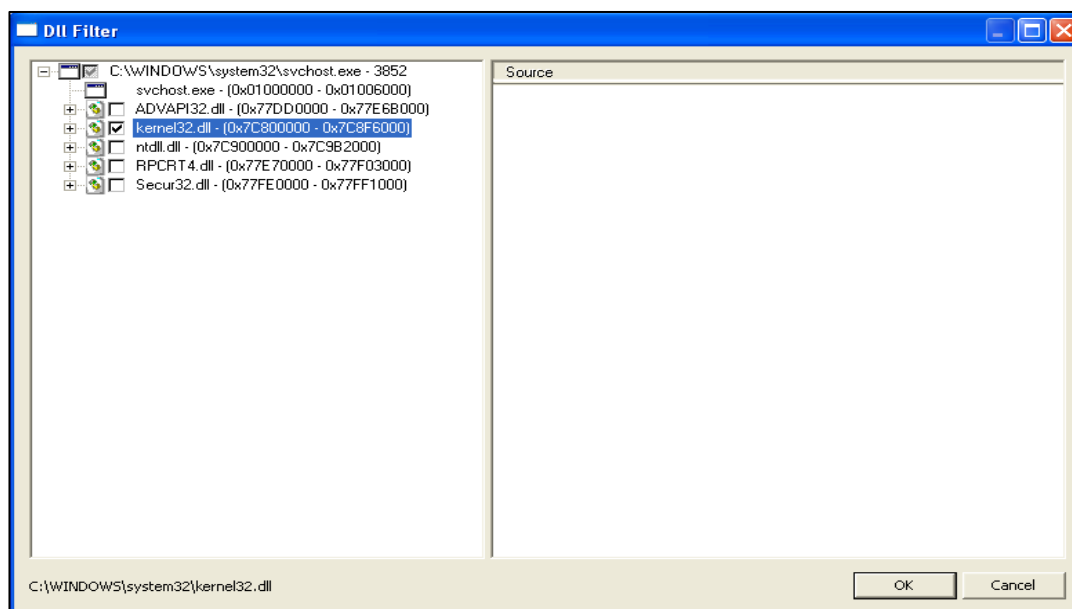 Dll Filter
C:\WINDOWS\system32\svchost.exe - 3852
svchost.exe - (0x01000000 - 0x01006000)
ADVAPI32.dll - (0x77DD0000 - 0x77E6B000)
kernel32.dll - (0x7C800000 - 0x7C8F6000)
ntdll.dll - (0x7C900000 - 0x7C9B2000)
RPCRT4.dll - (0x77E70000 - 0x77F03000)
Secur32.dll - (0x77FE0000 - 0x77FF1000)
Source
C:\WINDOWS\system32\kernel32.dll
OK
Cancel